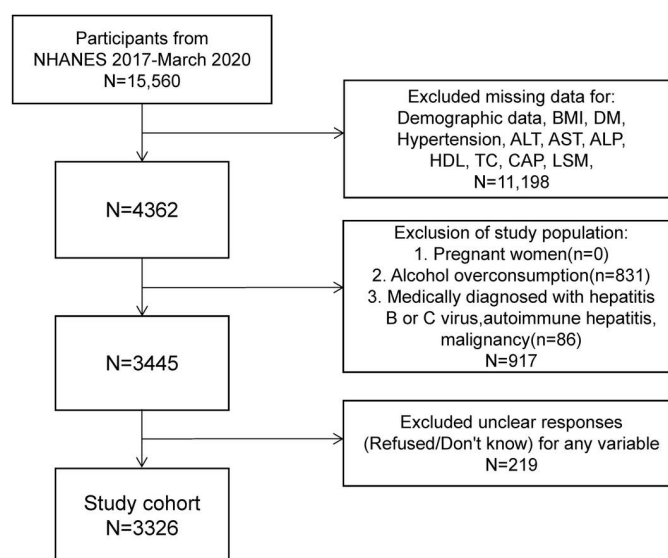 Participants from
NHANES 2017-March 2020
N=15,560
Excluded missing data for:
Demographic data, BMI, DM,
Hypertension, ALT, AST, ALP,
HDL, TC, CAP, LSM,
N=11,198
N=4362
Exclusion of study population:
1. Pregnant women(n=0)
2. Alcohol overconsumption(n=831)
3. Medically diagnosed with hepatitis
B or C virus,autoimmune hepatitis,
malignancy(n=86)
N=917
N=3445
Excluded unclear responses
(Refused/Don't know) for any variable
N=219
Study cohort
N=3326